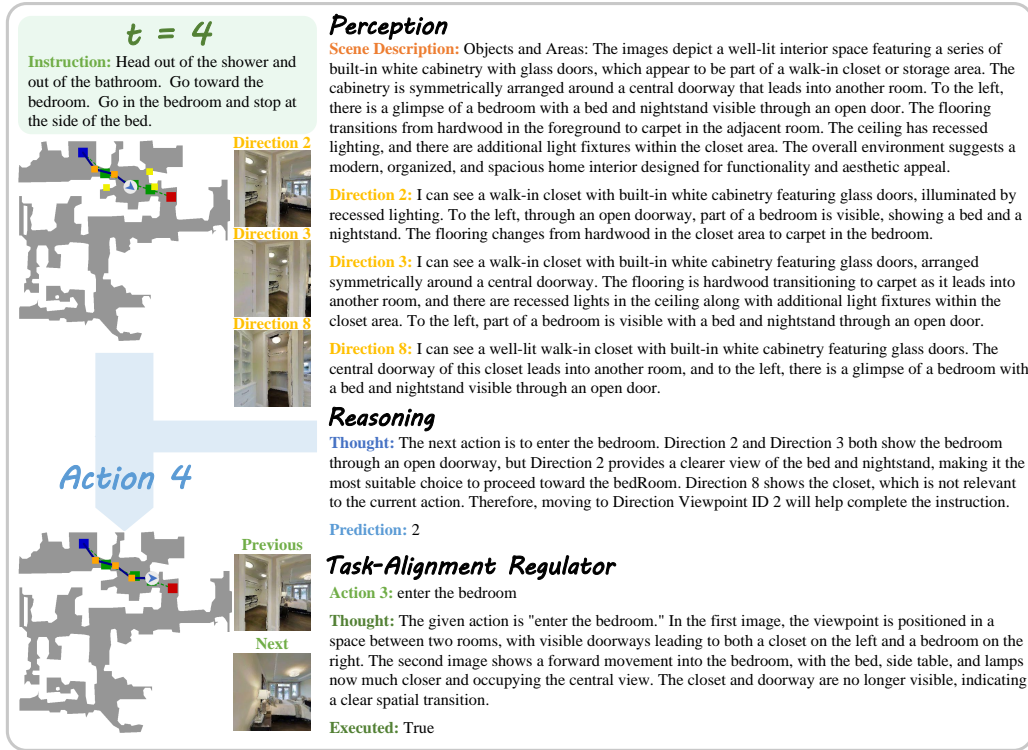 t = 4
Instruction: Head out of the shower and
out of the bathroom. Go toward the
bedroom. Go in the bedroom and stop at
the side of the bed.
Direction 2
Direction 3
Direction 8
Action 4
Previous
Next
Perception
Scene Description: Objects and Areas: The images depict a well-lit interior space featuring a series of
built-in white cabinetry with glass doors, which appear to be part of a walk-in closet or storage area. The
cabinetry is symmetrically arranged around a central doorway that leads into another room. To the left,
there is a glimpse of a bedroom with a bed and nightstand visible through an open door. The flooring
transitions from hardwood in the foreground to carpet in the adjacent room. The ceiling has recessed
lighting, and there are additional light fixtures within the closet area. The overall environment suggests a
modern, organized, and spacious home interior designed for functionality and aesthetic appeal.
Direction 2: I can see a walk-in closet with built-in white cabinetry featuring glass doors, illuminated by
recessed lighting. To the left, through an open doorway, part of a bedroom is visible, showing a bed and a
nightstand. The flooring changes from hardwood in the closet area to carpet in the bedroom.
Direction 3: I can see a walk-in closet with built-in white cabinetry featuring glass doors, arranged
symmetrically around a central doorway. The flooring is hardwood transitioning to carpet as it leads into
another room, and there are recessed lights in the ceiling along with additional light fixtures within the
closet area. To the left, part of a bedroom is visible with a bed and nightstand through an open door.
Direction 8: I can see a well-lit walk-in closet with built-in white cabinetry featuring glass doors. The
central doorway of this closet leads into another room, and to the left, there is a glimpse of a bedroom with
a bed and nightstand visible through an open door.
Reasoning
Thought: The next action is to enter the bedroom. Direction 2 and Direction 3 both show the bedroom
through an open doorway, but Direction 2 provides a clearer view of the bed and nightstand, making it the
most suitable choice to proceed toward the bedRoom. Direction 8 shows the closet, which is not relevant
to the current action. Therefore, moving to Direction Viewpoint ID 2 will help complete the instruction.
Prediction: 2
Task-Alignment Regulator
Action 3: enter the bedroom
Thought: The given action is "enter the bedroom." In the first image, the viewpoint is positioned in a
space between two rooms, with visible doorways leading to both a closet on the left and a bedroom on the
right. The second image shows a forward movement into the bedroom, with the bed, side table, and lamps
now much closer and occupying the central view. The closet and doorway are no longer visible, indicating
a clear spatial transition.
Executed: True